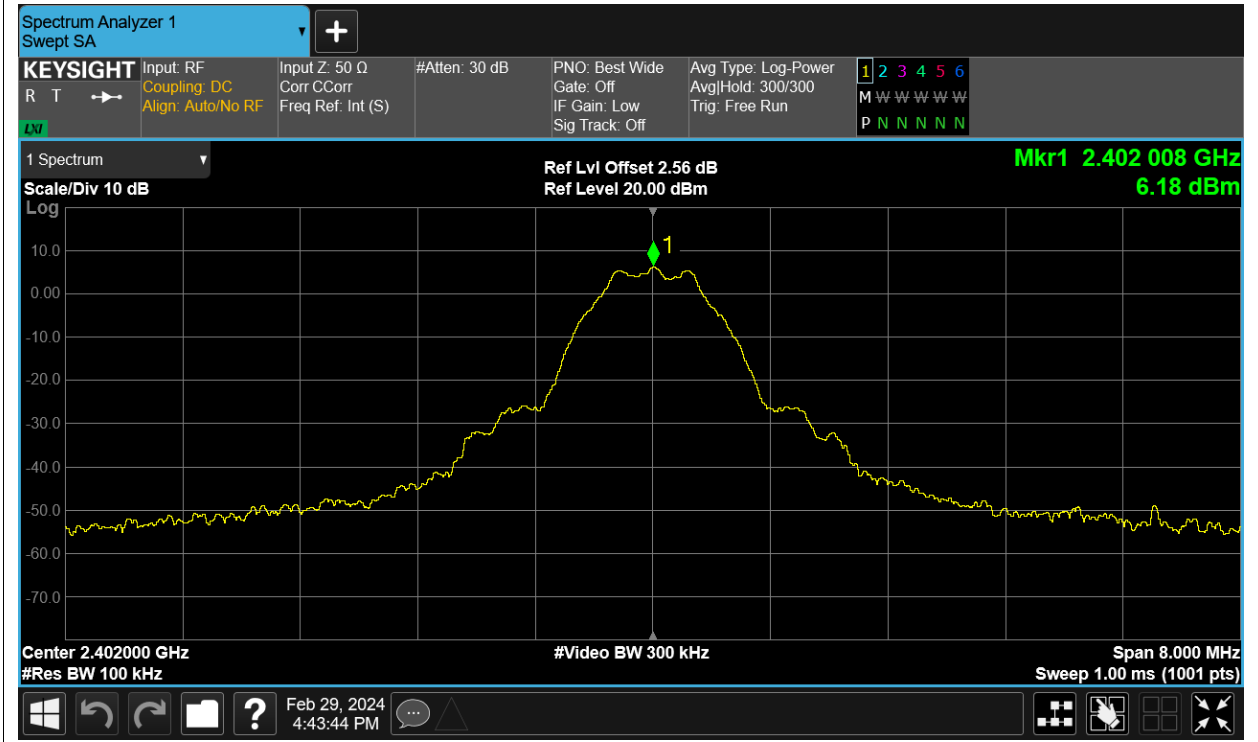 Spectrum Analyzer 1
Swept SA
KEYSIGHT
R T
LXI
Input: RF
Coupling: DC
Align: Auto/No RF
Input Z: 50 Ω
Corr CCorr
Freq Ref: Int (S)
#Atten: 30 dB
PNO: Best Wide
Gate: Off
IF Gain: Low
Sig Track: Off
Avg Type: Log-Power
Avg|Hold: 300/300
Trig: Free Run
1 2 3 4 5 6
M W W W W W
P N N N N N
1 Spectrum
Scale/Div 10 dB
Log
Ref Lvl Offset 2.56 dB
Ref Level 20.00 dBm
Mkr1 2.402 008 GHz
6.18 dBm
1
10.0
0.00
-10.0
-20.0
-30.0
-40.0
-50.0
-60.0
-70.0
Center 2.402000 GHz
#Res BW 100 kHz
#Video BW 300 kHz
Span 8.000 MHz
Sweep 1.00 ms (1001 pts)
?
Feb 29, 2024
4:43:44 PM